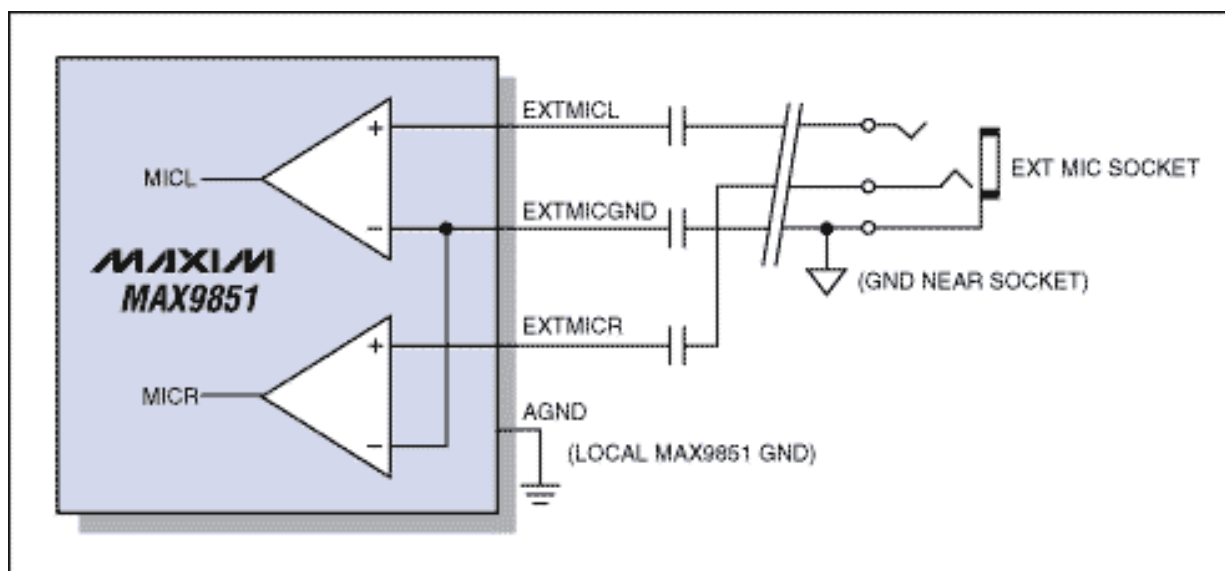 EXTMICL
EXT MIC SOCKET
MICL
+
−
EXTMICGND
MAXIM
MAX9851
(GND NEAR SOCKET)
EXTMICR
+
MICR
−
AGND
(LOCAL MAX9851 GND)